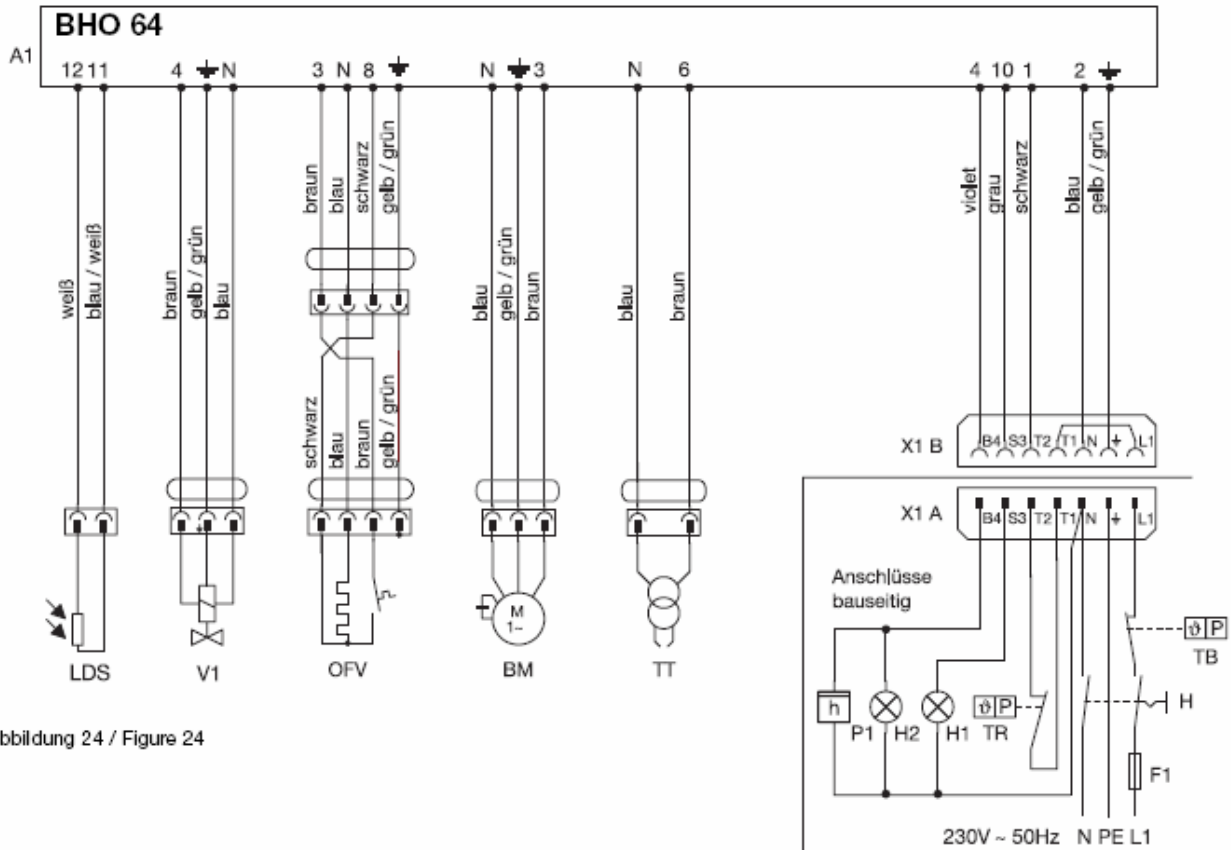 BHO 64
A1
12 11 4 N 3 N 8 N 3 N 6 4 10 1 2
weiß
blau / weiß
braun
gelb / grün
blau
braun
blau
schwarz
gelb / grün
schwarz
blau
braun
gelb / grün
blau
gelb / grün
braun
blau
braun
violet
grau
schwarz
blau
gelb / grün
X1 B
B4 S3 T2 T1 N L1
X1 A
B4 S3 T2 T1 N L1
Anschlüsse
bauseitig
LDS V1 OFV BM TT
M
1~
ϑ P
TB
h
P1 H2 H1
ϑ P
TR
H
F1
230V ~ 50Hz N PE L1
bbildung 24 / Figure 24